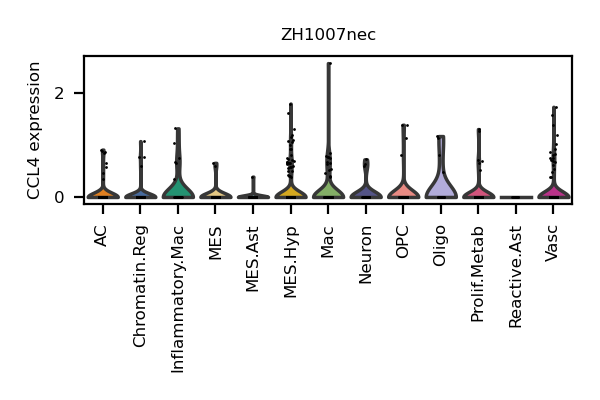 ZH1007nec
CCL4 expression
2
0
AC
Chromatin.Reg
Inflammatory.Mac
MES
MES.Ast
MES.Hyp
Mac
Neuron
OPC
Oligo
Prolif.Metab
Reactive.Ast
Vasc